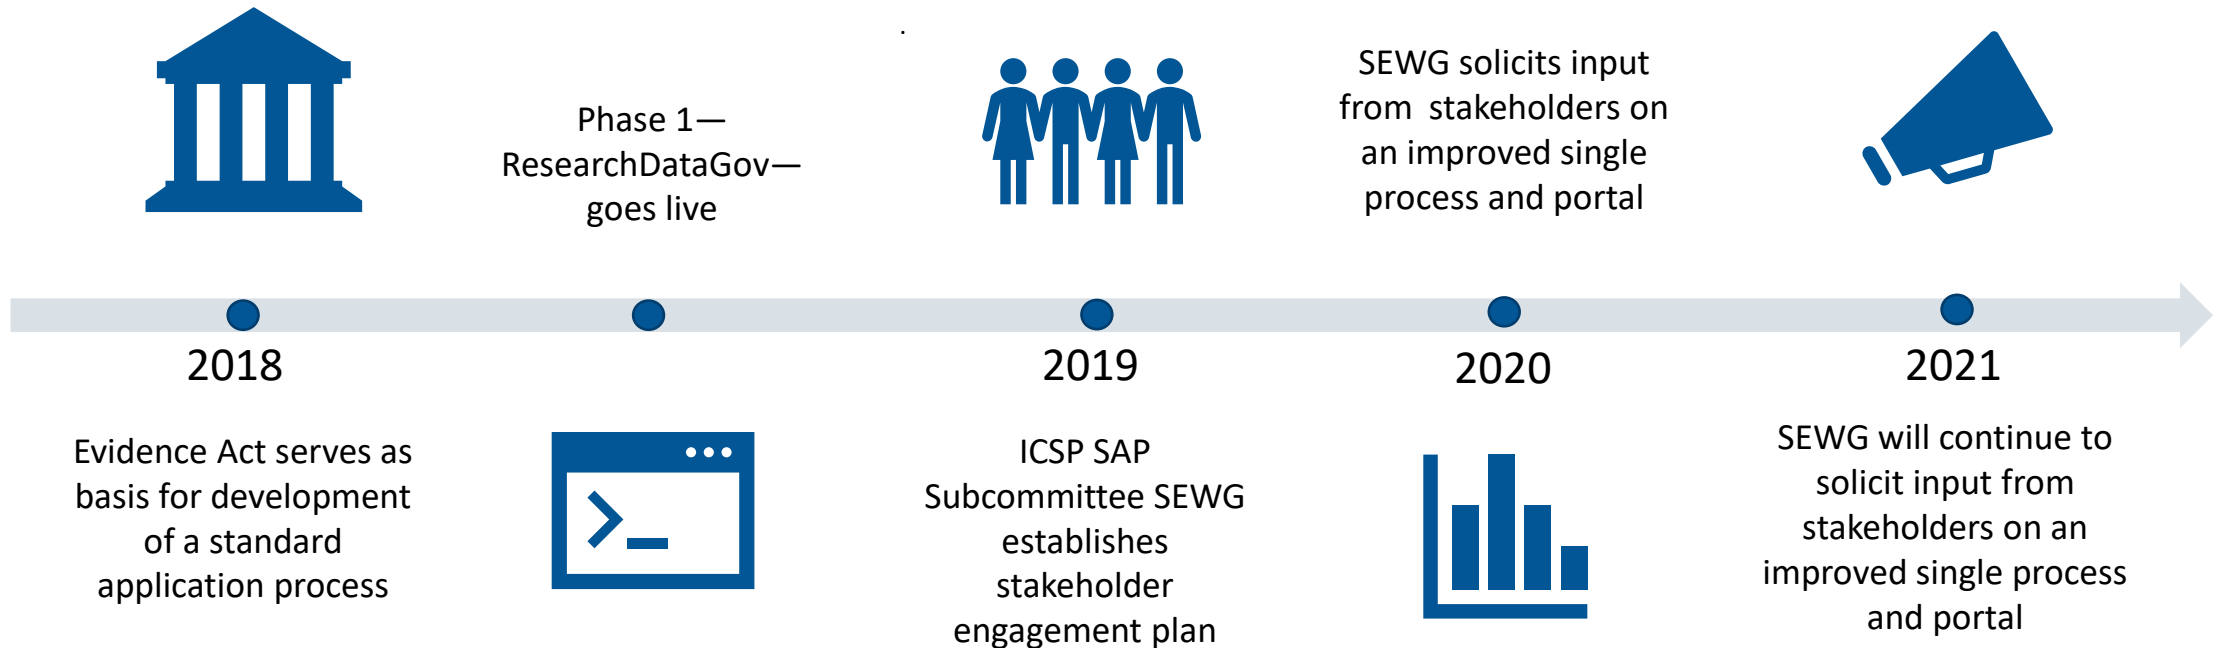 Phase 1—
ResearchDataGov—
goes live
SEWG solicits input
from stakeholders on
an improved single
process and portal
2018
2019
2020
2021
Evidence Act serves as
basis for development
of a standard
application process
ICSP SAP
Subcommittee SEWG
establishes
stakeholder
engagement plan
SEWG will continue to
solicit input from
stakeholders on an
improved single process
and portal